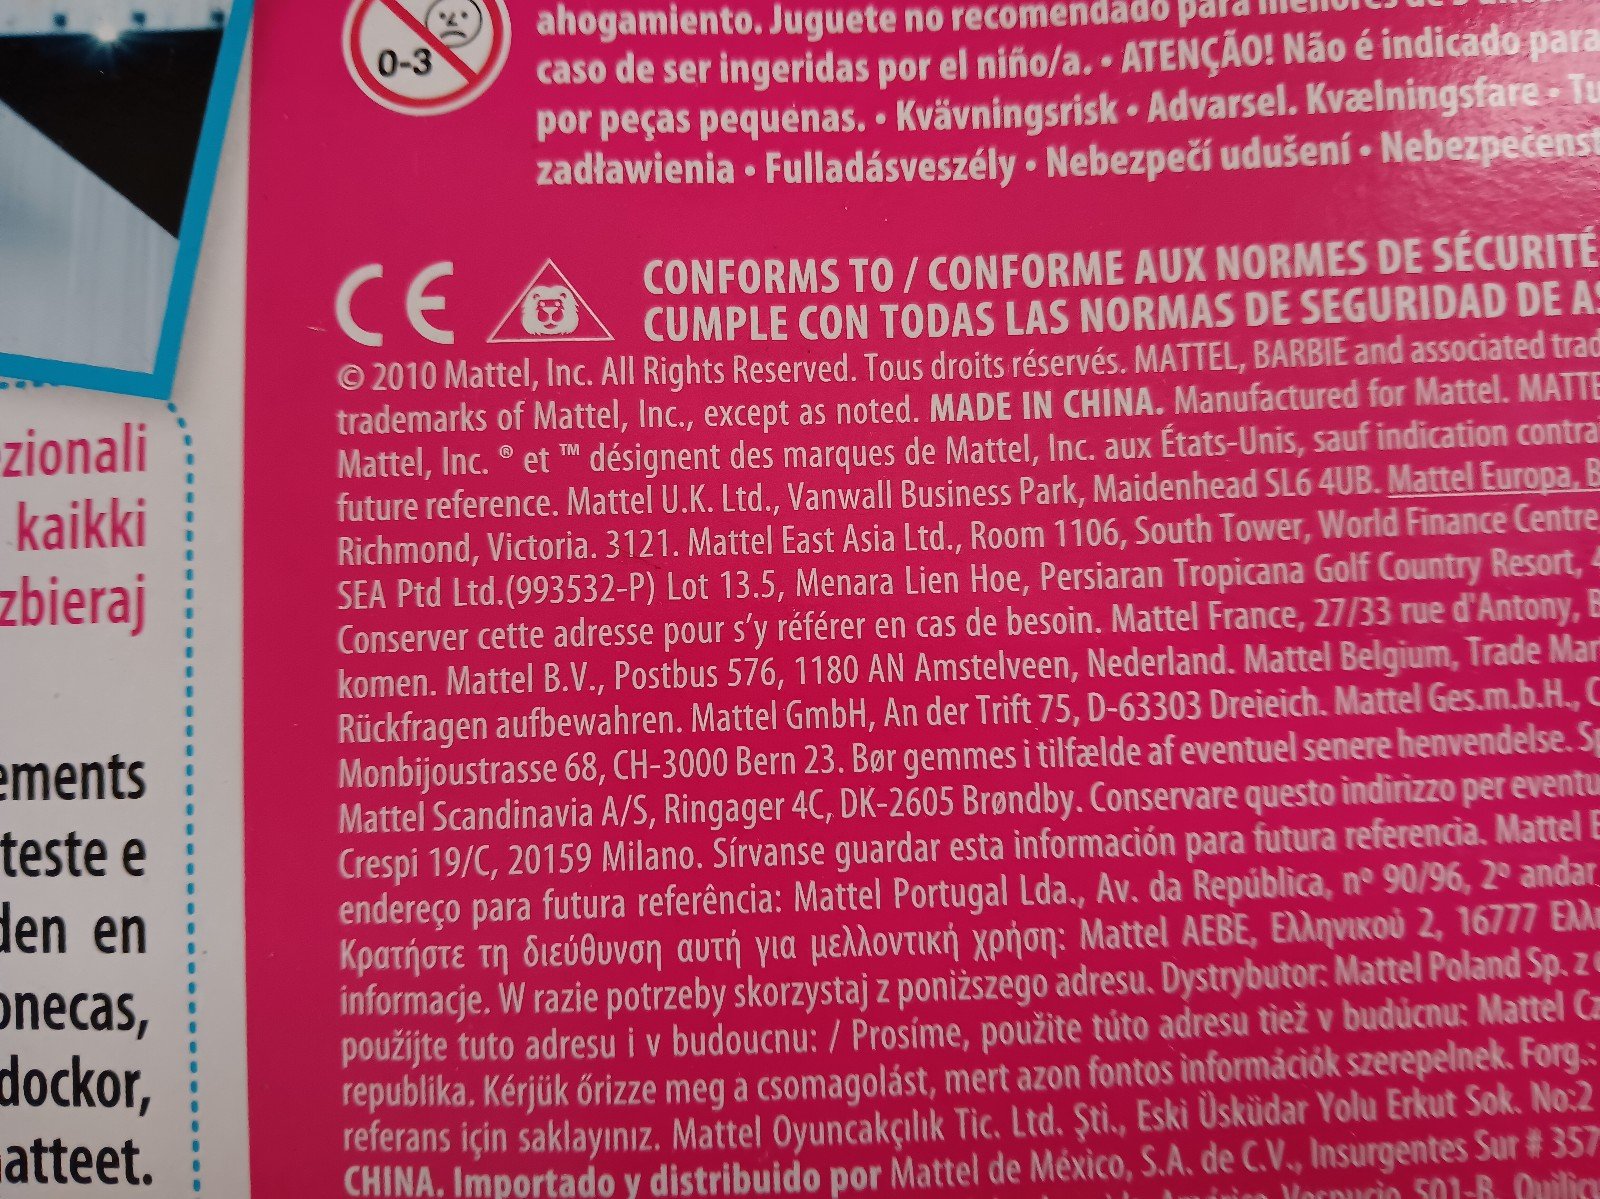 ahogamiento. Juguete no recomendado para menores de 3
caso de ser ingeridas por el niño/a. • ATENÇÃO! Não é indicado para
por peças pequenas. • Kvävningsrisk • Advarsel. Kvælningsfare •
zadławienia • Fulladásveszély • Nebezpečí udušení •
0-3
CE
CONFORMS TO / CONFORME AUX NORMES DE SÉCURITÉ
CUMPLE CON TODAS LAS NORMAS DE SEGURIDAD DE
© 2010 Mattel, Inc. All Rights Reserved. Tous droits réservés. MATTEL, BARBIE and associated
trademarks of Mattel, Inc., except as noted. MADE IN CHINA. Manufactured for Mattel.
Mattel, Inc. ® et ™ désignent des marques de Mattel, Inc. aux États-Unis, sauf indication
future reference. Mattel U.K. Ltd., Vanwall Business Park, Maidenhead SL6 4UB. Mattel Europa,
Richmond, Victoria. 3121. Mattel East Asia Ltd., Room 1106, South Tower, World Finance Centre
SEA Ptd Ltd.(993532-P) Lot 13.5, Menara Lien Hoe, Persiaran Tropicana Golf Country Resort,
Conserver cette adresse pour s’y référer en cas de besoin. Mattel France, 27/33 rue d'Antony,
komen. Mattel B.V., Postbus 576, 1180 AN Amstelveen, Nederland. Mattel Belgium, Trade
Rückfragen aufbewahren. Mattel GmbH, An der Trift 75, D-63303 Dreieich. Mattel Ges.m.b.H.,
Monbijoustrasse 68, CH-3000 Bern 23. Bør gemmes i tilfælde af eventuel senere henvendelse.
Mattel Scandinavia A/S, Ringager 4C, DK-2605 Brøndby. Conservare questo indirizzo per
Crespi 19/C, 20159 Milano. Sírvanse guardar esta información para futura referencia. Mattel
endereço para futura referência: Mattel Portugal Lda., Av. da República, nº 90/96, 2º andar
Κρατήστε τη διεύθυνση αυτή για μελλοντική χρήση: Mattel AEBE, Ελληνικού 2, 16777
informacje. W razie potrzeby skorzystaj z poniższego adresu. Dystrybutor: Mattel Poland Sp. z
použijte tuto adresu i v budoucnu: / Prosíme, použite túto adresu tiež v budúcnu: Mattel
republika. Kérjük őrizze meg a csomagolást, mert azon fontos információk szerepelnek. Forg.:
referans için saklayınız. Mattel Oyuncakçılık Tic. Ltd. Şti., Eski Üsküdar Yolu Erkut Sok. No:2
CHINA. Importado y distribuido por Mattel de México, S.A. de C.V., Insurgentes Sur # 357
zionali
kaikki
zbieraj
ements
teste e
den en
onecas,
dockor,
atteet.